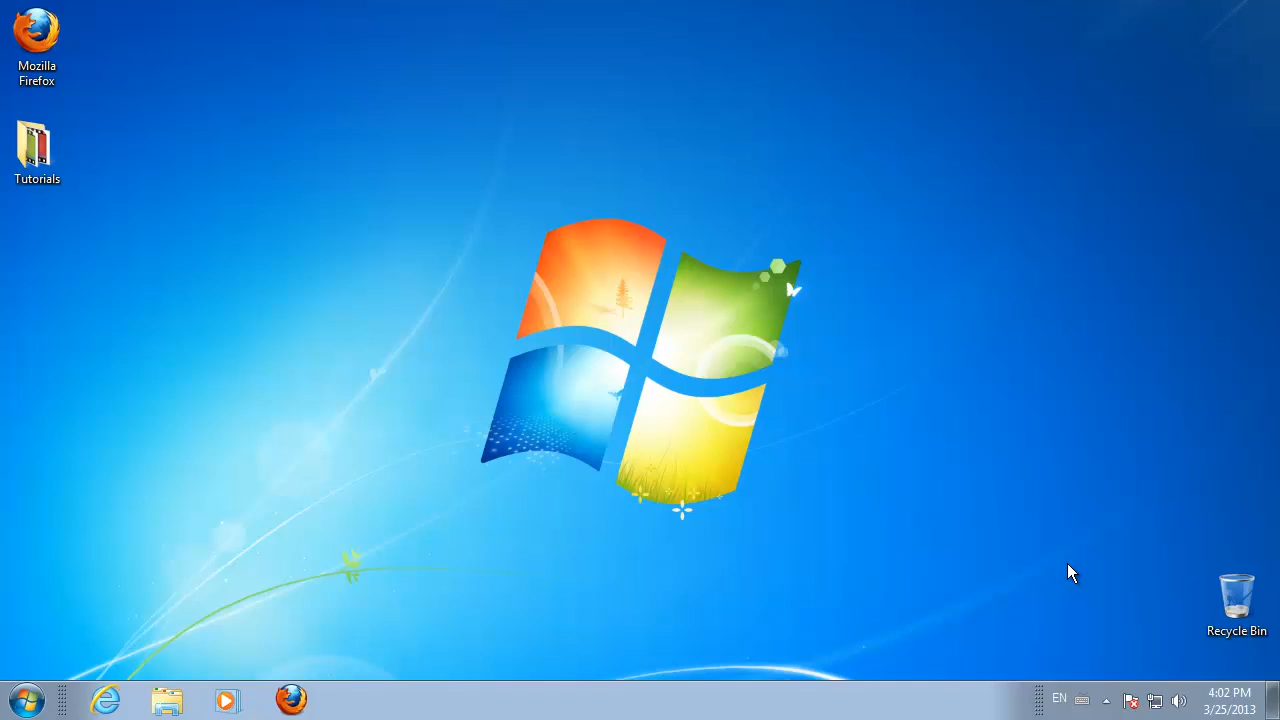 Mozilla
Firefox
Tutorials
Recycle Bin
EN
4:02 PM
3/25/2013